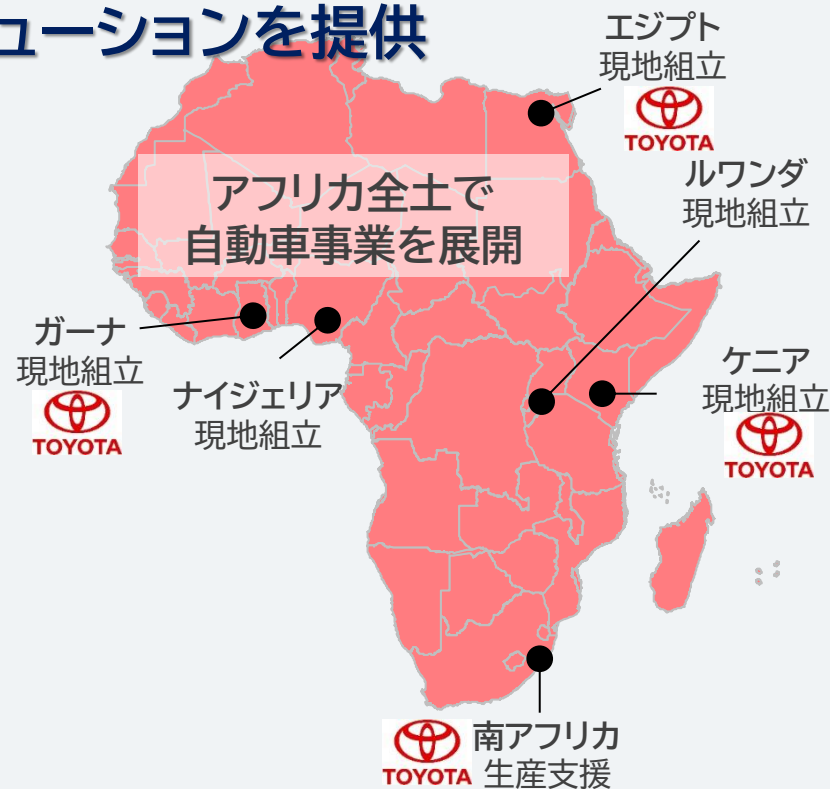 ューションを提供
エジプト
現地組立
TOYOTA
ルワンダ
現地組立
アフリカ全土で
自動車事業を展開
ガーナ
現地組立
TOYOTA
ナイジェリア
現地組立
ケニア
現地組立
TOYOTA
南アフリカ
生産支援
TOYOTA